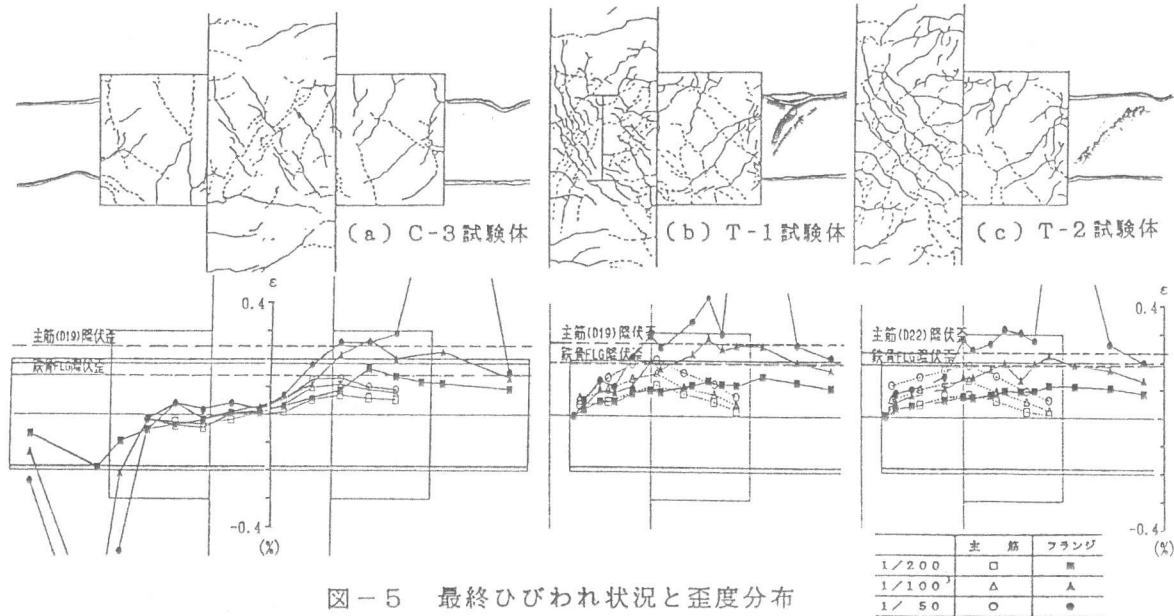 (a) C-3試験体
(b) T-1試験体
(c) T-2試験体
ε
0.4
主筋(D19)降伏歪
鉄骨FLG降伏歪
-0.4
(%)
主筋(D19)降伏歪
鉄骨FLG降伏歪
主筋(D22)降伏歪
鉄骨FLG降伏歪
ε
0.4
-0.4
(%)
主筋 フランジ
1/200 □ ■
1/100 △ ▲
1/50 ○ ●
図-5 最終ひびわれ状況と歪度分布